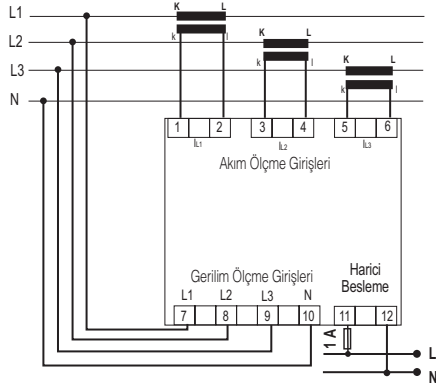 L1
K L
L2
k l
K L
L3
k l
K L
N
k l
1 2 3 4 5 6
IL1 IL2 IL3
Akım Ölçme Girişleri
Gerilim Ölçme Girişleri
Harici
Besleme
L1 L2 L3 N
7 8 9 10 11 12
1 A
L
N